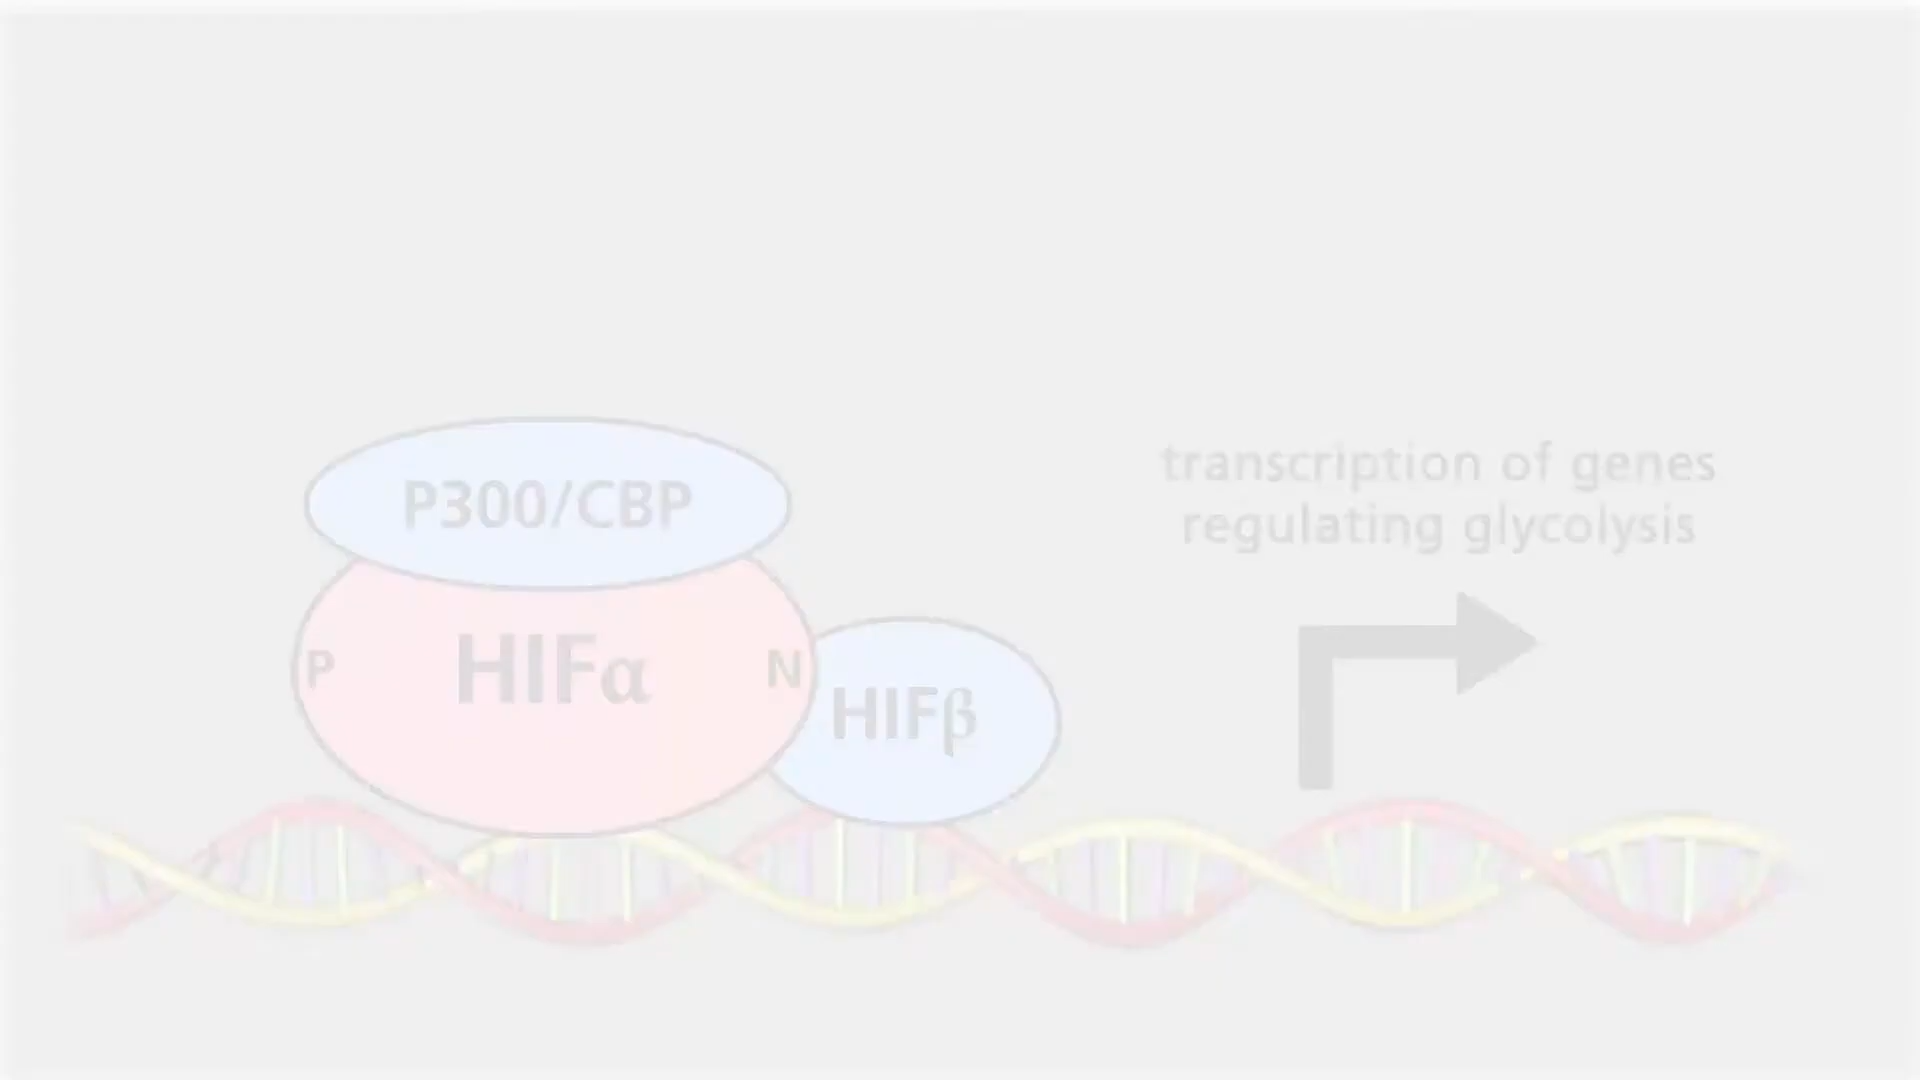 P300/CBP
P HIFα N
HIFβ
transcription of genes
regulating glycolysis